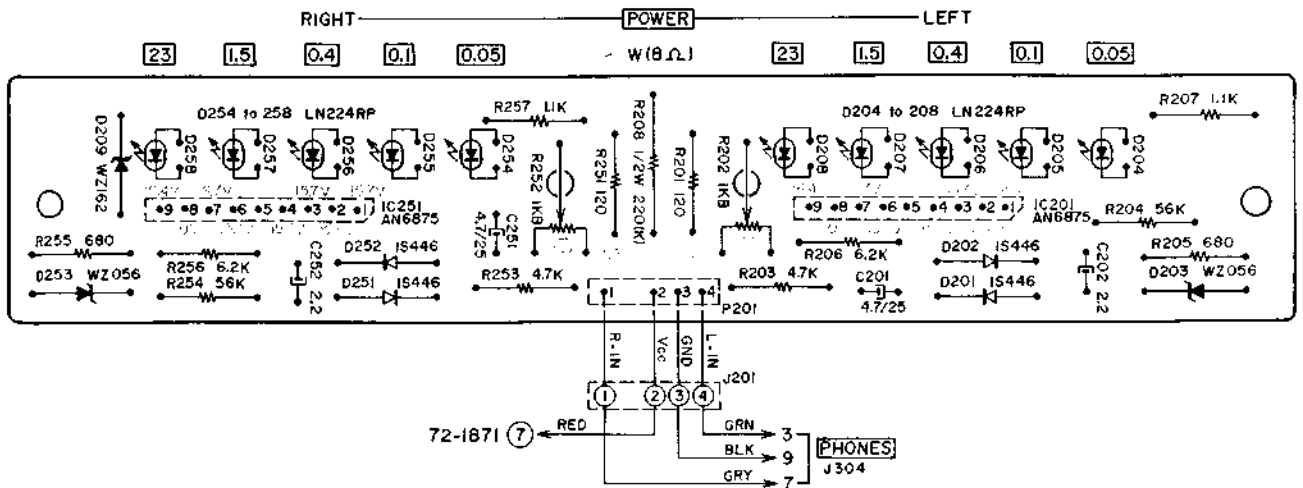 RIGHT POWER LEFT
23 1.5 0.4 0.1 0.05 W(8Ω) 23 1.5 0.4 0.1 0.05
D254 to 258 LN224RP
R257 1.1K
D204 to 208 LN224RP
R207 1.1K
D209 WZ162
D258
D257
D256
D255
D254
R252 1KB
R251 120
R208 1/2W 220(K)
R201 120
R202 1KB
D208
D207
D206
D205
D204
9 8 7 6 5 4 3 2 1
IC251
AN6875
9 8 7 6 5 4 3 2 1
IC201
AN6875
R204 56K
R255 680
D253 WZ056
R256 6.2K
R254 56K
C252 2.2
D252 1S446
D251 1S446
C251
4.7/25
R253 4.7K
R203 4.7K
R206 6.2K
C201
4.7/25
D202 1S446
D201 1S446
C202 2.2
R205 680
D203 WZ056
1 2 3 4
P201
R-IN
Vcc
GND
L-IN
J201
1 2 3 4
72-1871 7 RED
GRN 3
BLK 9
GRY 7
PHONES
J304